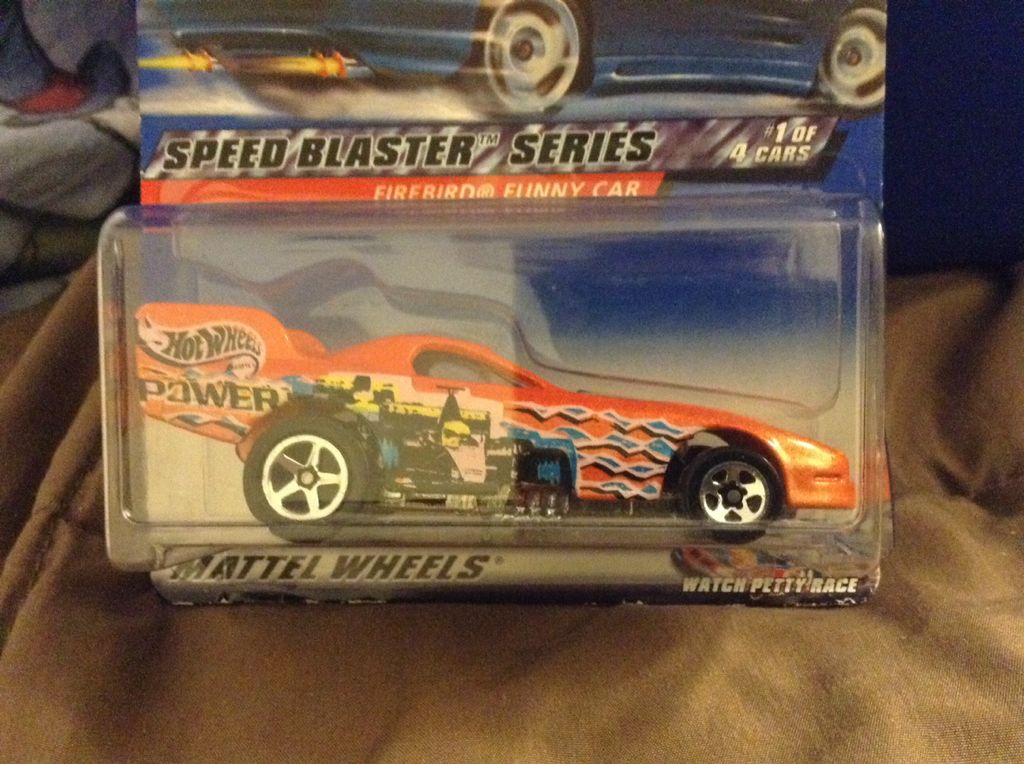 SPEED BLASTER™ SERIES
#1 OF
4 CARS
FIREBIRD® FUNNY CAR
HOT WHEELS
POWER
MATTEL WHEELS®
WATCH PETTY RACE